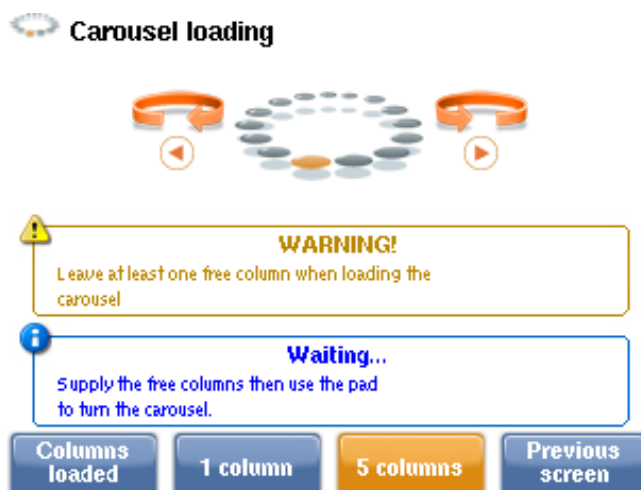 Carousel loading
WARNING!
Leave at least one free column when loading the
carousel
Waiting...
Supply the free columns then use the pad
to turn the carousel.
Columns
loaded
1 column
5 columns
Previous
screen